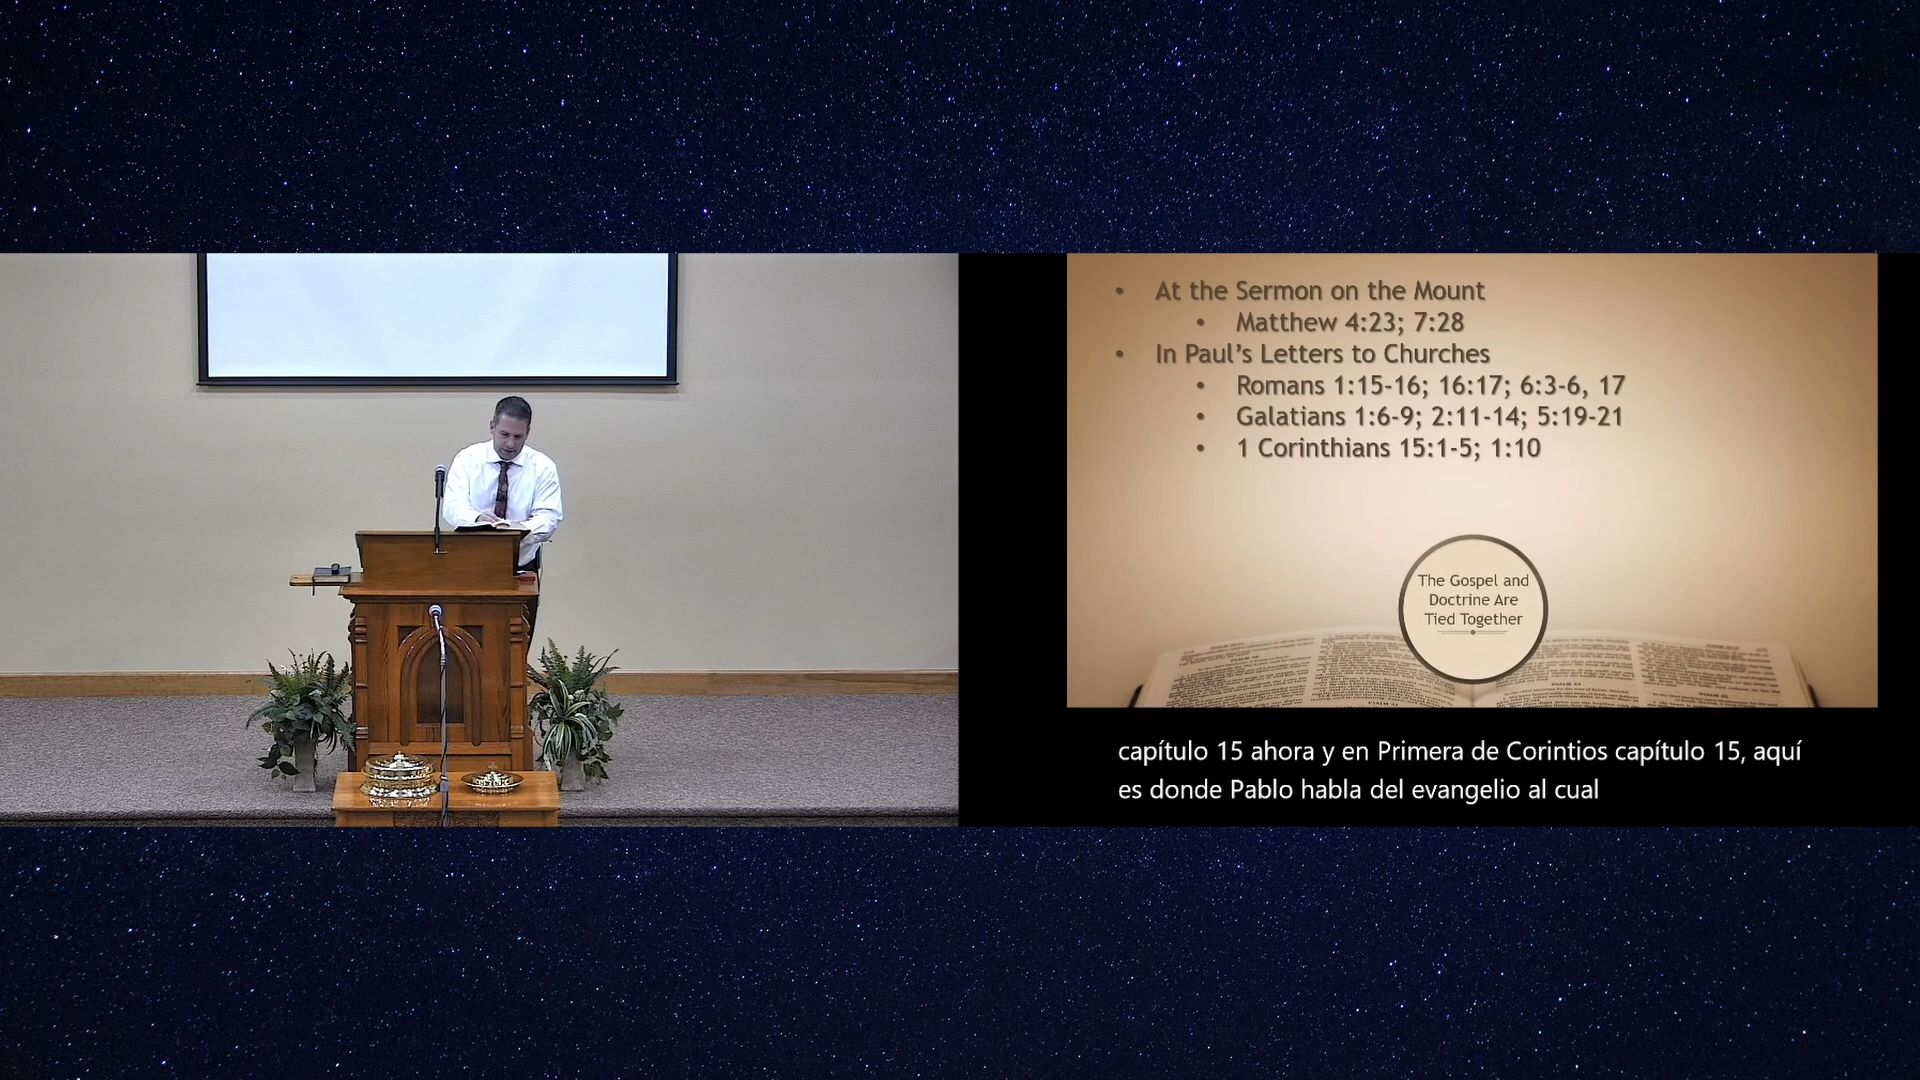 • At the Sermon on the Mount
• Matthew 4:23; 7:28
• In Paul’s Letters to Churches
• Romans 1:15-16; 16:17; 6:3-6, 17
• Galatians 1:6-9; 2:11-14; 5:19-21
• 1 Corinthians 15:1-5; 1:10
The Gospel and
Doctrine Are
Tied Together
capítulo 15 ahora y en Primera de Corintios capítulo 15, aquí
es donde Pablo habla del evangelio al cual